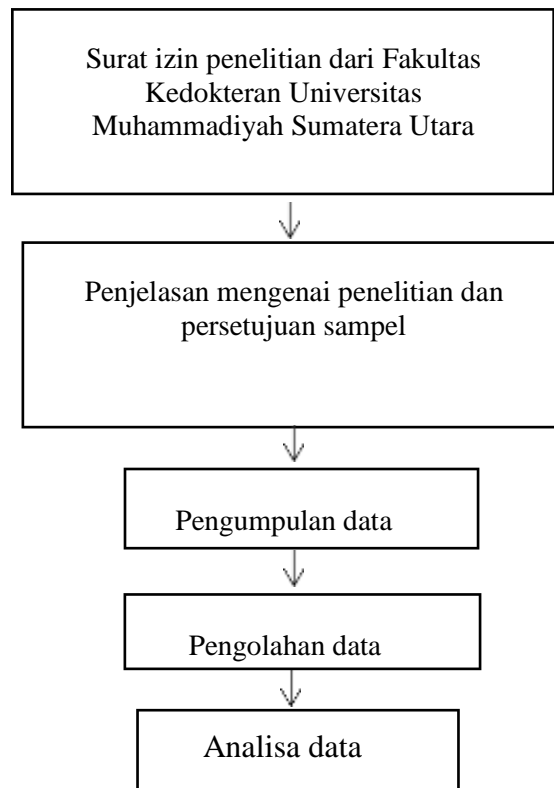 Surat izin penelitian dari Fakultas
Kedokteran Universitas
Muhammadiyah Sumatera Utara
Penjelasan mengenai penelitian dan
persetujuan sampel
Pengumpulan data
Pengolahan data
Analisa data